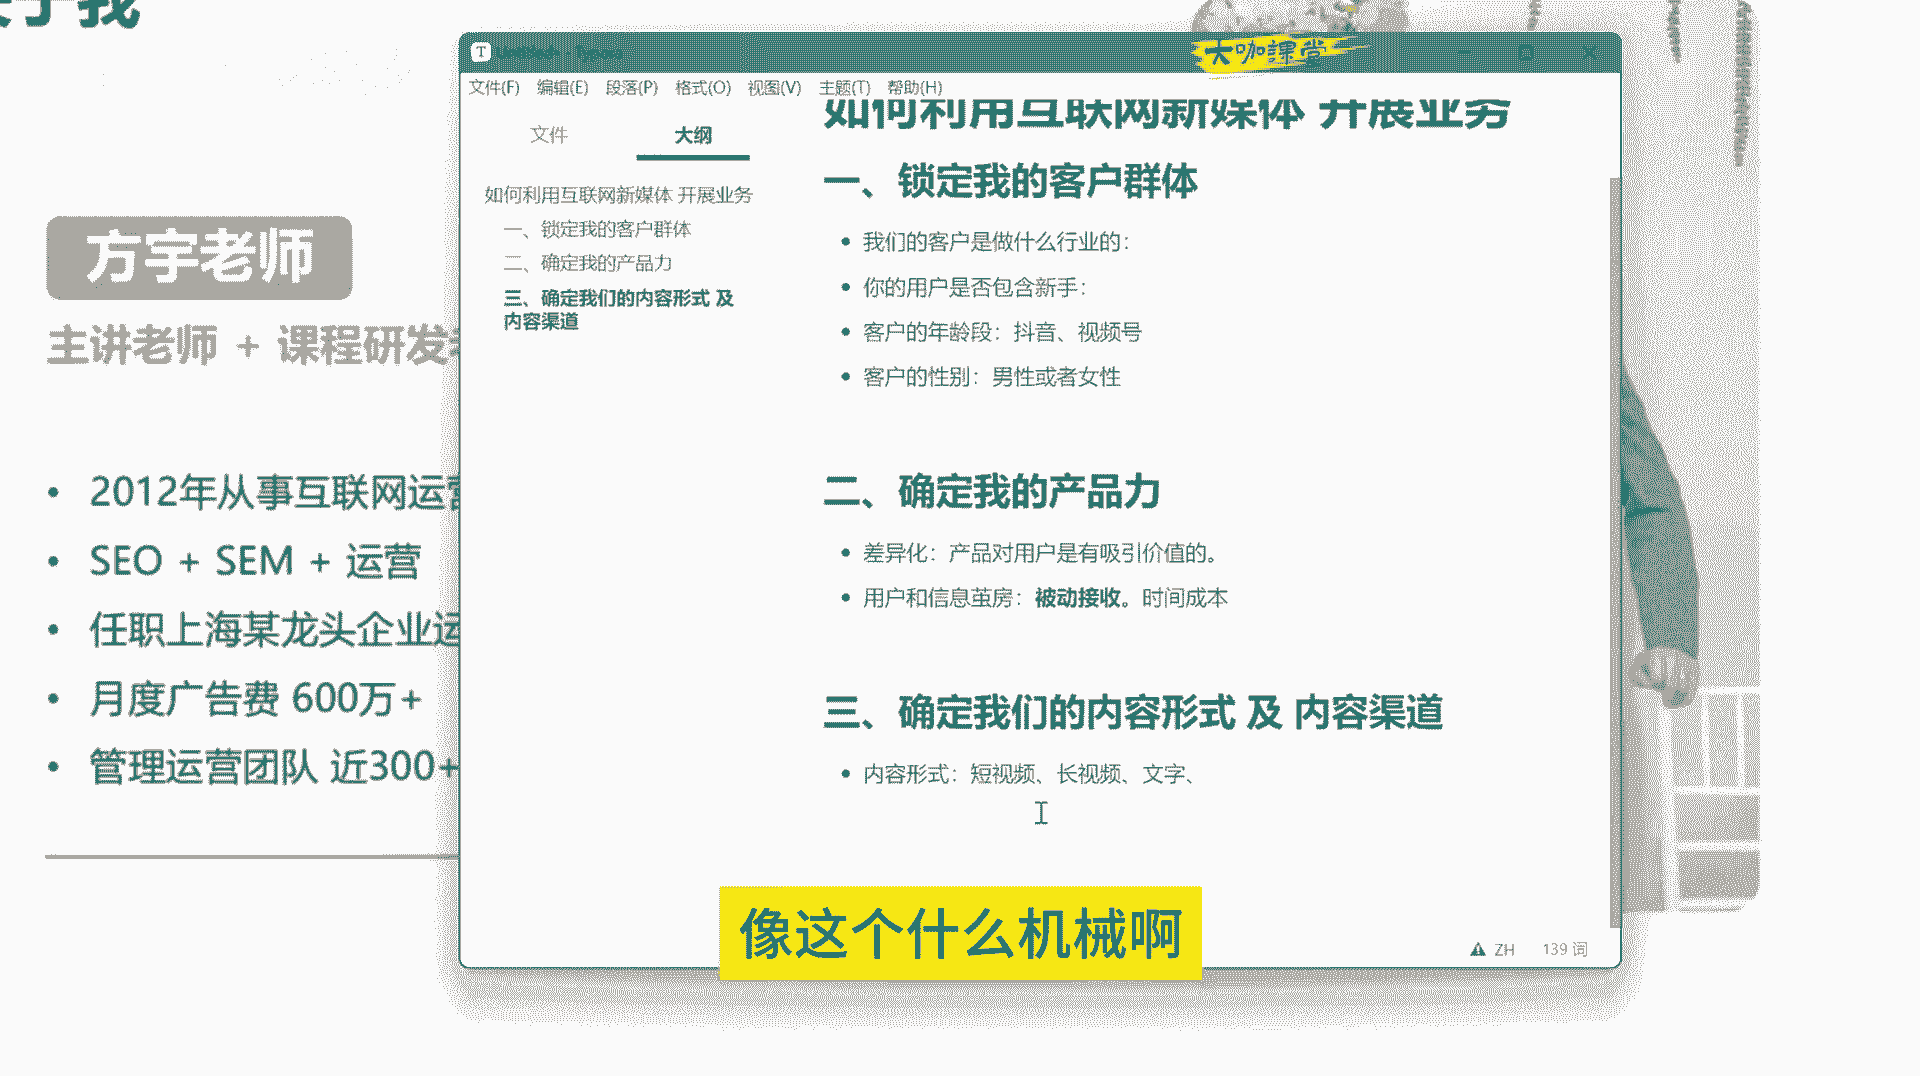 于我
方宇老师
主讲老师 + 课程研发
2012年从事互联网运营
SEO + SEM + 运营
任职上海某龙头企业运
月度广告费 600万+
管理运营团队 近300+
T
大咖課堂
文件(F) 编辑(E) 段落(P) 格式(O) 视图(V) 主题(T) 帮助(H)
文件 大纲
如何利用互联网新媒体 开展业务
一、锁定我的客户群体
二、确定我的产品力
三、确定我们的内容形式 及
内容渠道
如何利用互联网新媒体 开展业务
一、锁定我的客户群体
我们的客户是做什么行业的：
你的用户是否包含新手：
客户的年龄段：抖音、视频号
客户的性别：男性或者女性
二、确定我的产品力
差异化：产品对用户是有吸引价值的。
用户和信息茧房：被动接收。时间成本
三、确定我们的内容形式 及 内容渠道
内容形式：短视频、长视频、文字、
像这个什么机械啊
ZH 139 词